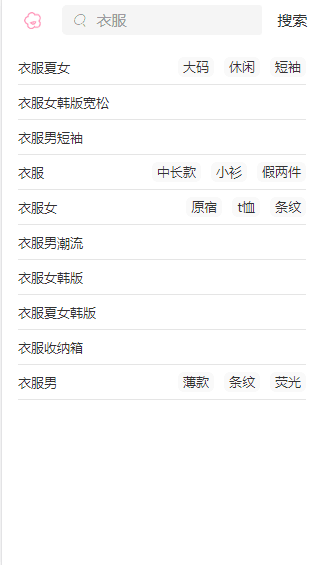 衣服 搜索
衣服夏女 大码 休闲 短袖
衣服女韩版宽松
衣服男短袖
衣服 中长款 小衫 假两件
衣服女 原宿 t恤 条纹
衣服男潮流
衣服女韩版
衣服夏女韩版
衣服收纳箱
衣服男 薄款 条纹 荧光